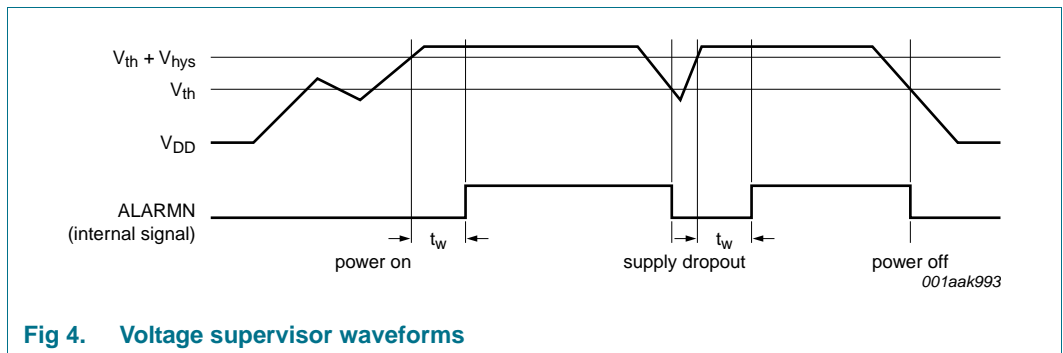 V_th + V_hys
V_th
V_DD
ALARMN
(internal signal)
t_W
t_W
power on
supply dropout
power off
001aak993
Fig 4. Voltage supervisor waveforms